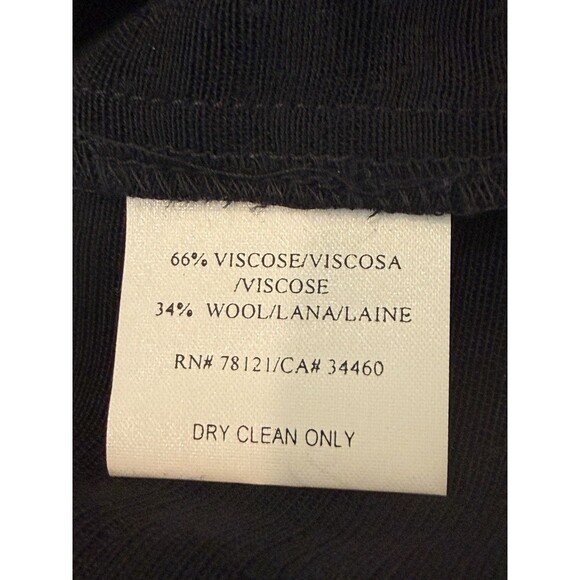 66% VISCOSE/VISCOSA
/VISCOSE
34% WOOL/LANA/LAINE
RN# 78121/CA# 34460
DRY CLEAN ONLY